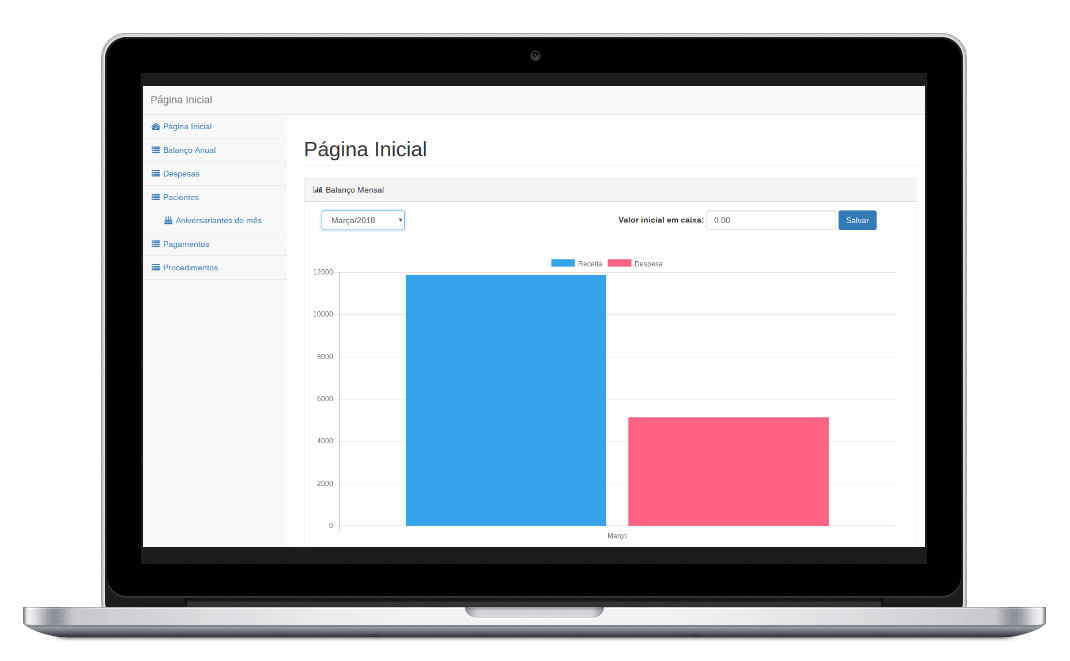 Página Inicial
Página Inicial
Balanço Anual
Despesas
Pacientes
Aniversariantes do mês
Pagamentos
Procedimentos
Página Inicial
Balanço Mensal
Março/2018
Valor inicial em caixa: 0.00 Salvar
Receita Despesa
12000
10000
8000
6000
4000
2000
0
Março